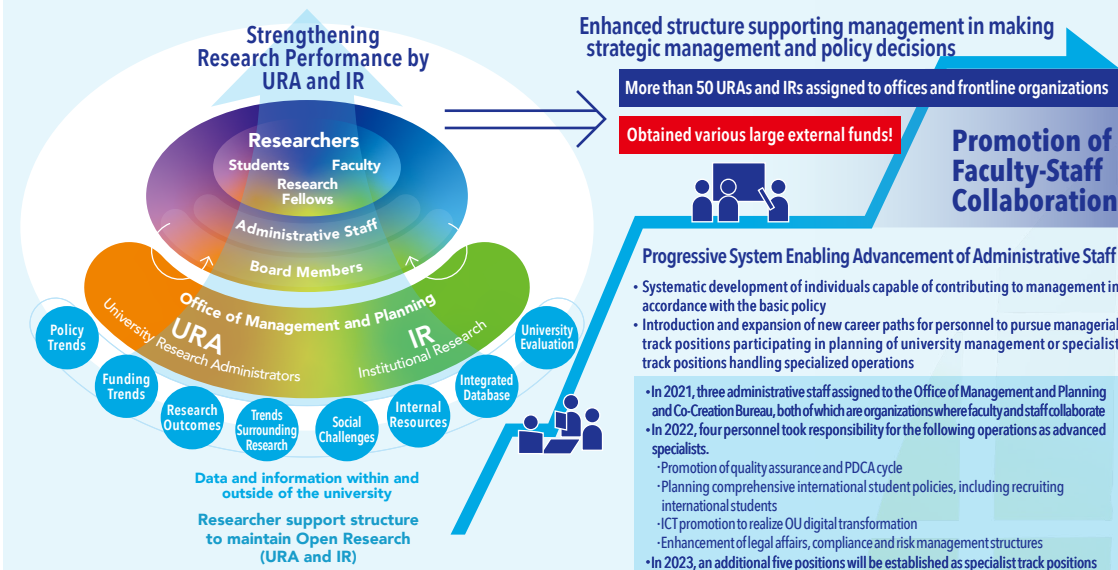 Strengthening
Research Performance by
URA and IR
Researchers
Students
Faculty
Research
Fellows
Administrative Staff
Board Members
Office of Management and Planning
URA
University Research Administrators
IR
Institutional Research
Policy
Trends
Funding
Trends
Research
Outcomes
Trends
Surrounding
Research
Social
Challenges
Internal
Resources
Integrated
Database
University
Evaluation
Data and information within and
outside of the university
Researcher support structure
to maintain Open Research
(URA and IR)
Enhanced structure supporting management in making
strategic management and policy decisions
More than 50 URAs and IRs assigned to offices and frontline organizations
Obtained various large external funds!
Promotion of
Faculty-Staff
Collaboration
Progressive System Enabling Advancement of Administrative Staff
• Systematic development of individuals capable of contributing to management in
accordance with the basic policy
• Introduction and expansion of new career paths for personnel to pursue managerial
track positions participating in planning of university management or specialist
track positions handling specialized operations
•In 2021, three administrative staff assigned to the Office of Management and Planning
and Co-Creation Bureau, both of which are organizations where faculty and staff collaborate
•In 2022, four personnel took responsibility for the following operations as advanced
specialists.
·Promotion of quality assurance and PDCA cycle
·Planning comprehensive international student policies, including recruiting
international students
·ICT promotion to realize OU digital transformation
·Enhancement of legal affairs, compliance and risk management structures
•In 2023, an additional five positions will be established as specialist track positions